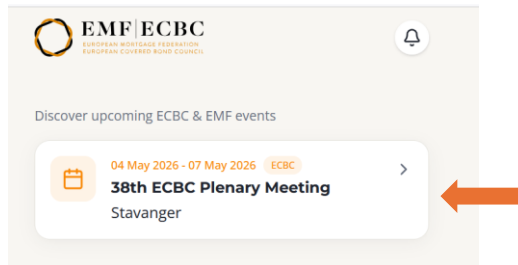 EMF|ECBC
EUROPEAN MORTGAGE FEDERATION
EUROPEAN COVERED BOND COUNCIL
Discover upcoming ECBC & EMF events
04 May 2026 - 07 May 2026 ECBC
38th ECBC Plenary Meeting
Stavanger